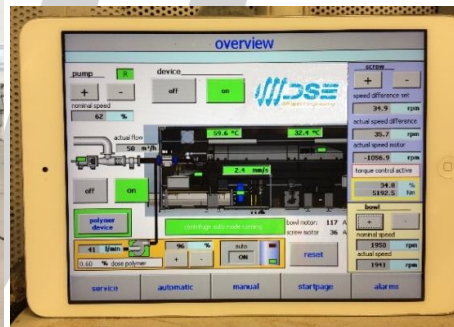 overview
pump R
+ -
nominal speed
62 %
device
off on
DSE
screw
+ -
speed difference set
34.9 rpm
actual speed difference
35.7 rpm
actual speed motor
-1056.9 rpm
torque control active
34.8 %
5192.5 Nm
actual flow
50 m³/h
59.6 °C
32.4 °C
2.4 mm/s
off on
polymer
device
centrifuge auto mode running
bowl motor: 117 A
screw motor 36 A
bowl
+ -
nominal speed
1950 rpm
actual speed
1941 rpm
41 l/min
0.60 % dose polymer
96 %
+ -
auto
ON
reset
service automatic manual startpage alarms